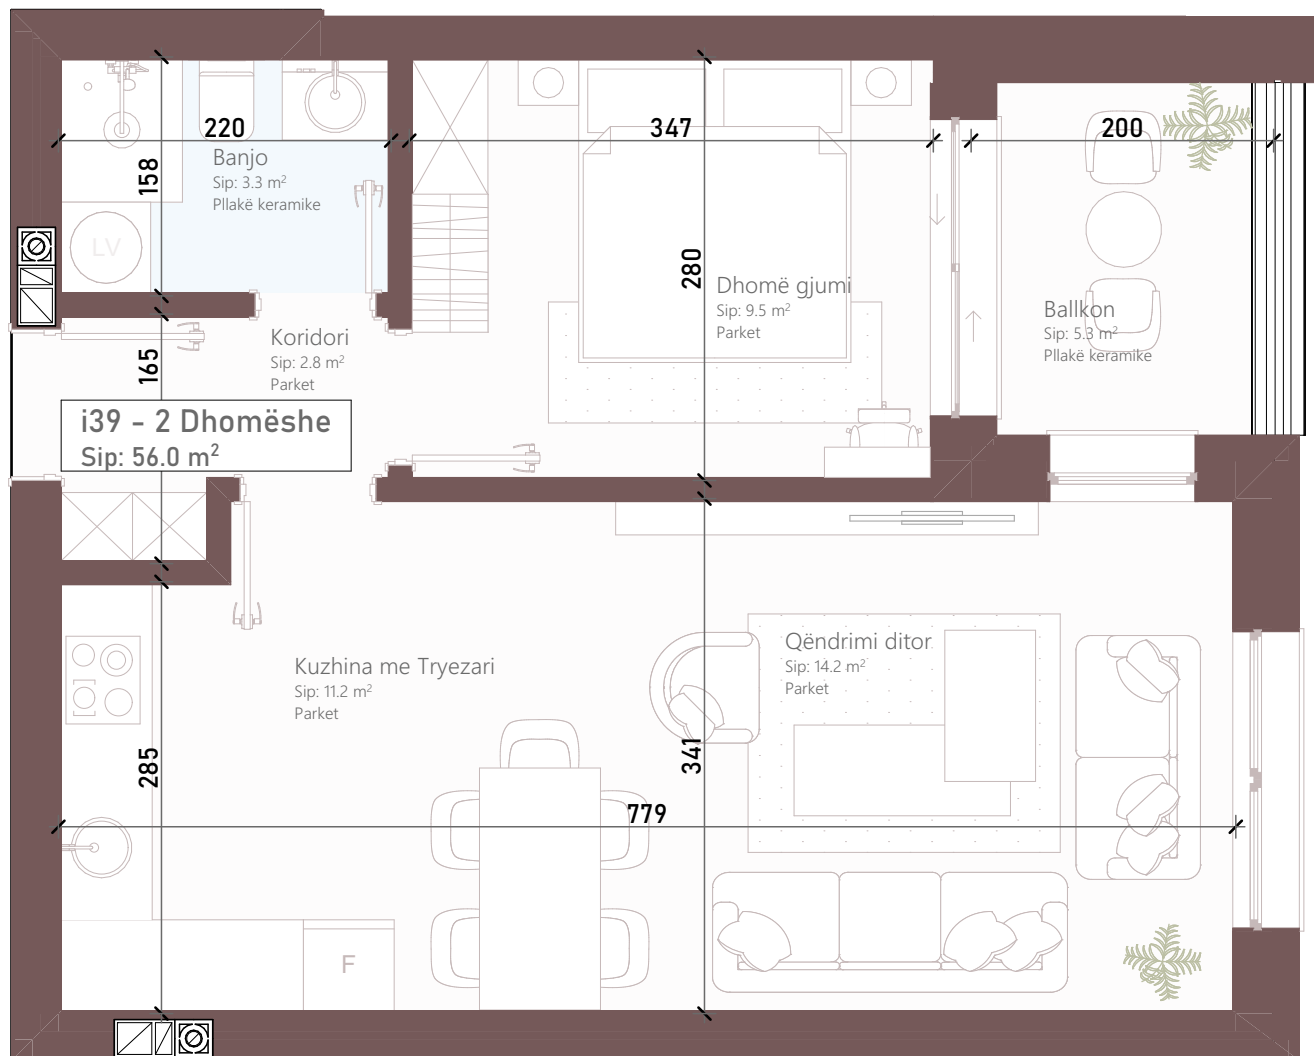 220
347
200
Banjo
Sip: 3.3 m²
Pllakë keramike
158
LV
280
Dhomë gjumi
Sip: 9.5 m²
Parket
Ballkon
Sip: 5.3 m²
Pllakë keramike
Koridori
Sip: 2.8 m²
Parket
165
i39 - 2 Dhomëshe
Sip: 56.0 m²
Kuzhina me Tryezari
Sip: 11.2 m²
Parket
Qëndrimi ditor
Sip: 14.2 m²
Parket
285
341
779
F